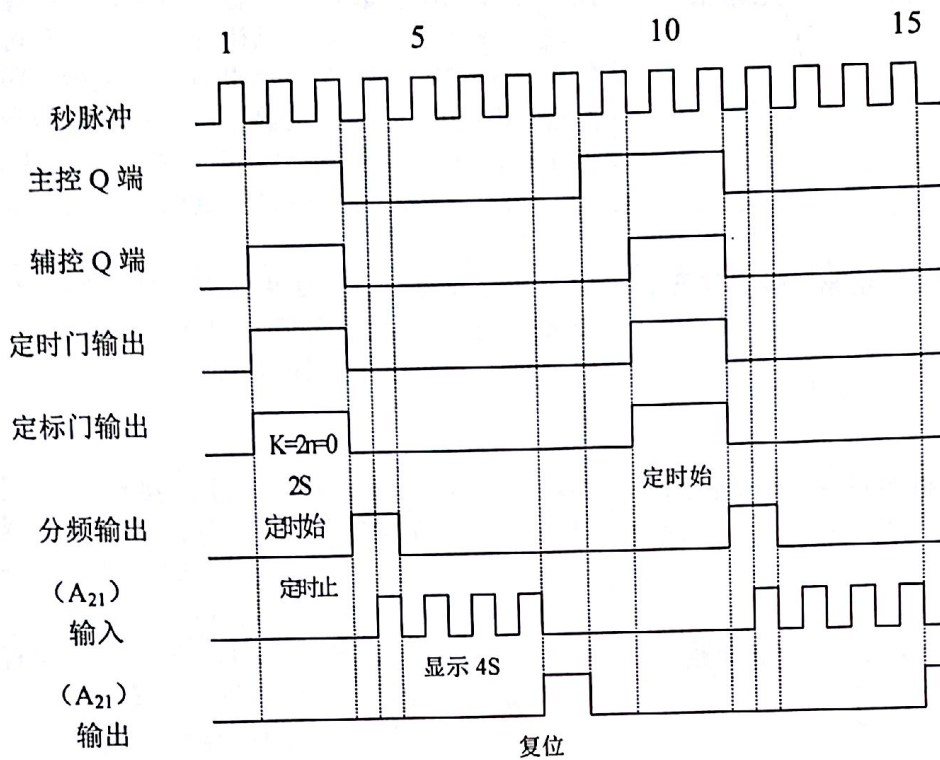 1 5 10 15
秒脉冲
主控 Q 端
辅控 Q 端
定时门输出
定标门输出
K=2n=0
2S
定时始
定时始
分频输出
定时止
（A₂₁）
输入
显示 4S
（A₂₁）
输出
复位